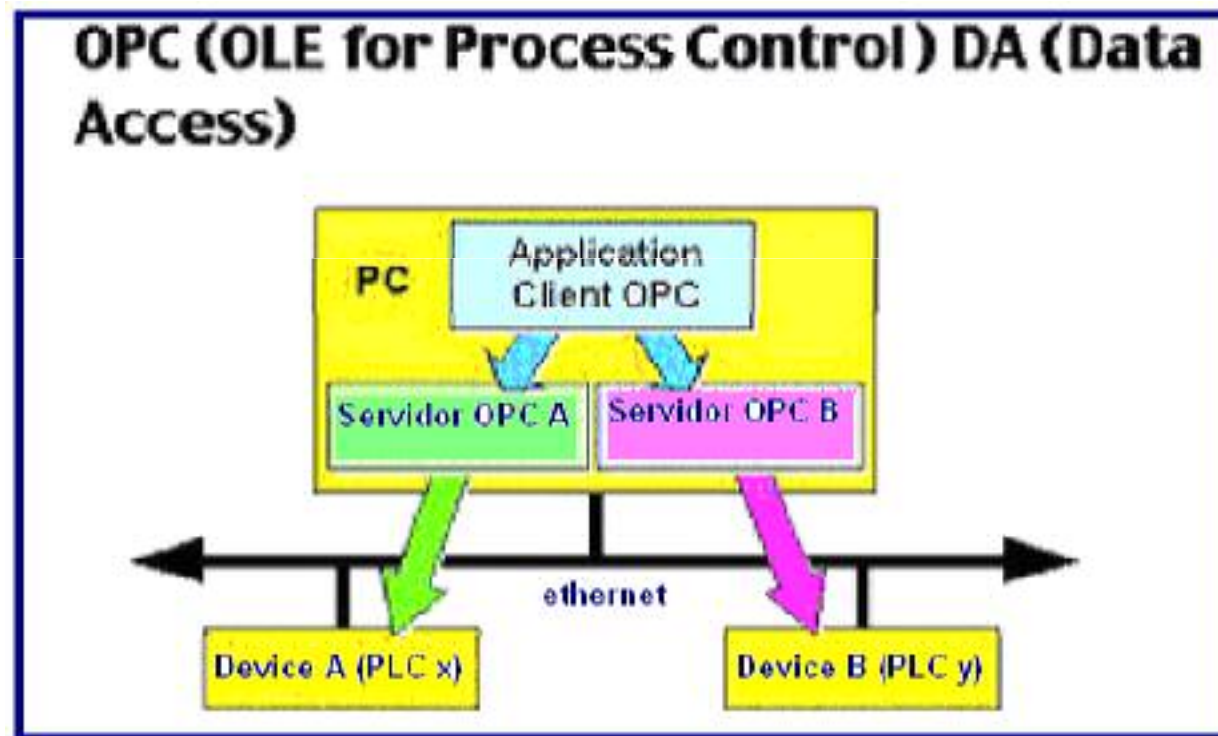 OPC (OLE for Process Control) DA (Data
Access)
PC
Application
Client OPC
Servidor OPC A
Servidor OPC B
ethernet
Device A (PLC x)
Device B (PLC y)